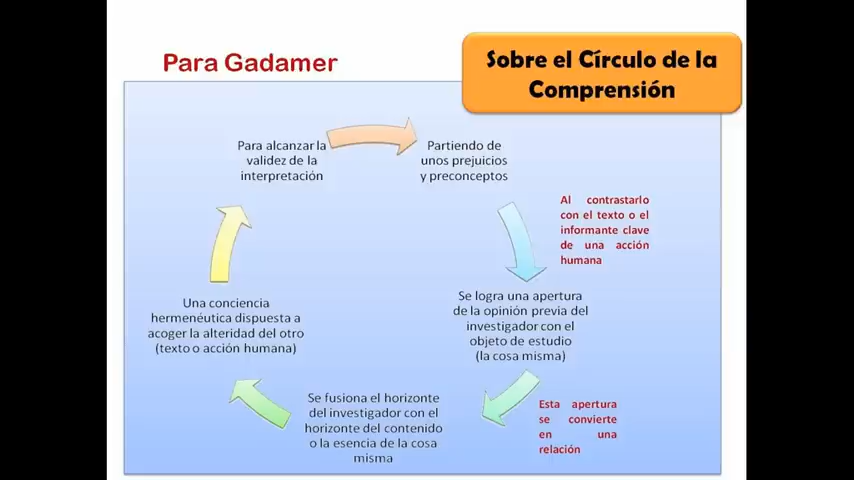 Para Gadamer
Sobre el Círculo de la
Comprensión
Para alcanzar la
validez de la
interpretación
Partiendo de
unos prejuicios
y preconceptos
Al contrastarlo
con el texto o el
informante clave
de una acción
humana
Se logra una apertura
de la opinión previa del
investigador con el
objeto de estudio
(la cosa misma)
Esta apertura
se convierte
en una
relación
Se fusiona el horizonte
del investigador con el
horizonte del contenido
o la esencia de la cosa
misma
Una conciencia
hermenéutica dispuesta a
acoger la alteridad del otro
(texto o acción humana)